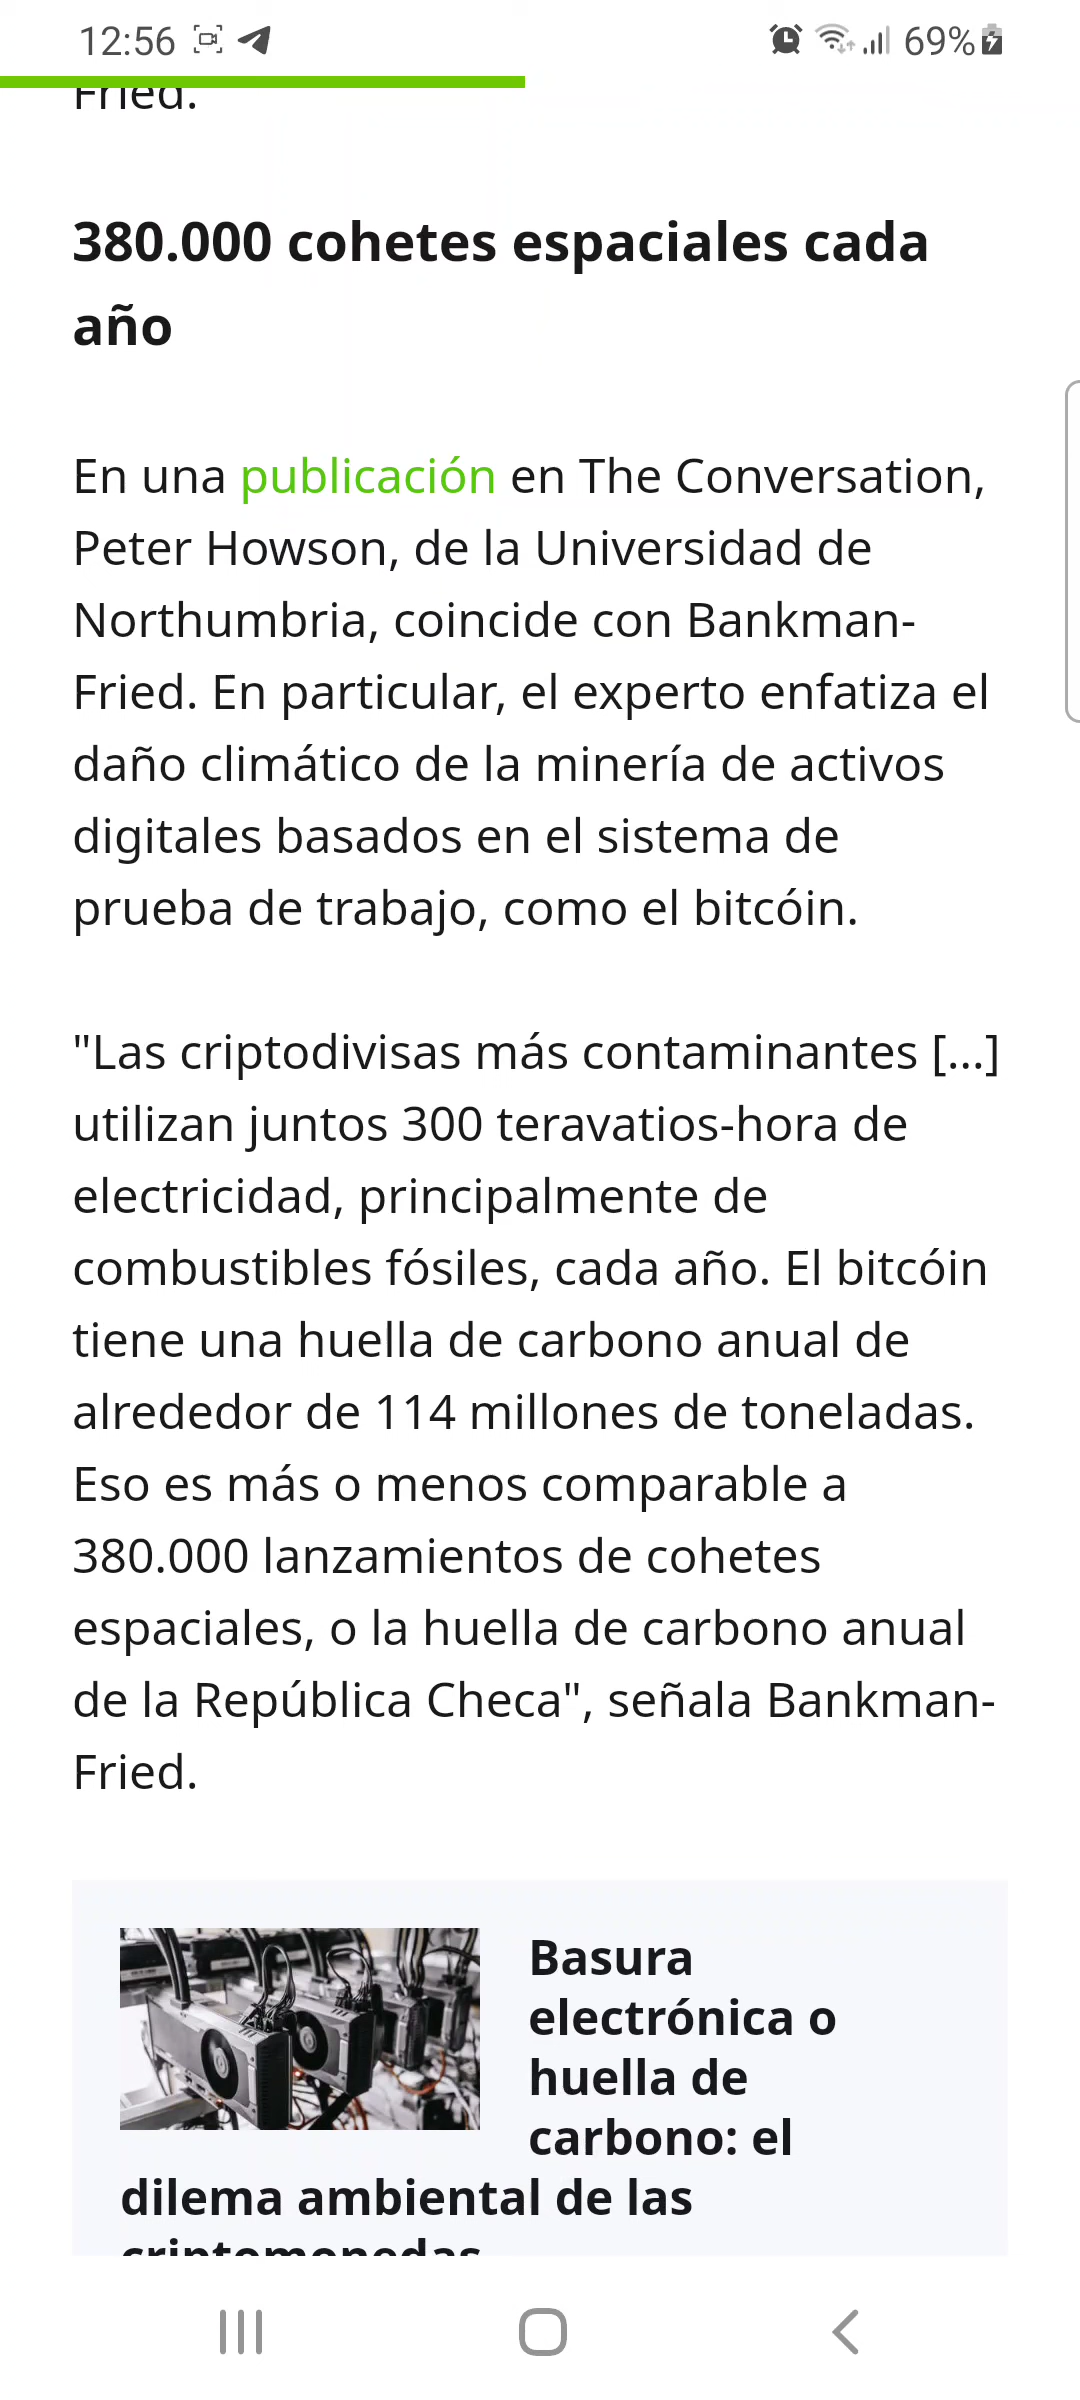 12:56
69%
Fried.
380.000 cohetes espaciales cada
año
En una publicación en The Conversation,
Peter Howson, de la Universidad de
Northumbria, coincide con Bankman-
Fried. En particular, el experto enfatiza el
daño climático de la minería de activos
digitales basados en el sistema de
prueba de trabajo, como el bitcóin.
"Las criptodivisas más contaminantes [...]
utilizan juntos 300 teravatios-hora de
electricidad, principalmente de
combustibles fósiles, cada año. El bitcóin
tiene una huella de carbono anual de
alrededor de 114 millones de toneladas.
Eso es más o menos comparable a
380.000 lanzamientos de cohetes
espaciales, o la huella de carbono anual
de la República Checa", señala Bankman-
Fried.
Basura
electrónica o
huella de
carbono: el
dilema ambiental de las
criptomonedas